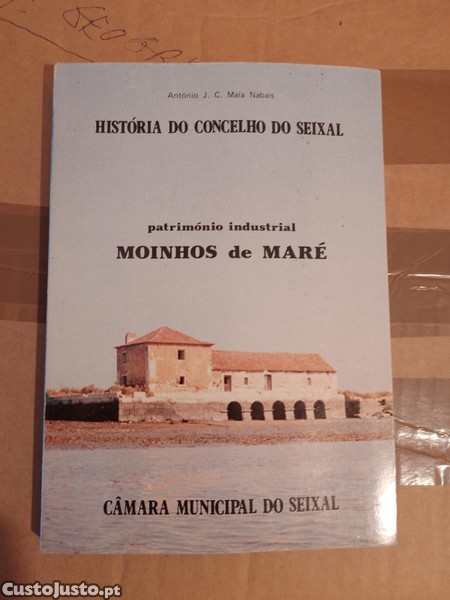 António J. C. Maia Nabais
HISTÓRIA DO CONCELHO DO SEIXAL
património industrial
MOINHOS de MARÉ
CÂMARA MUNICIPAL DO SEIXAL
CustoJusto.pt